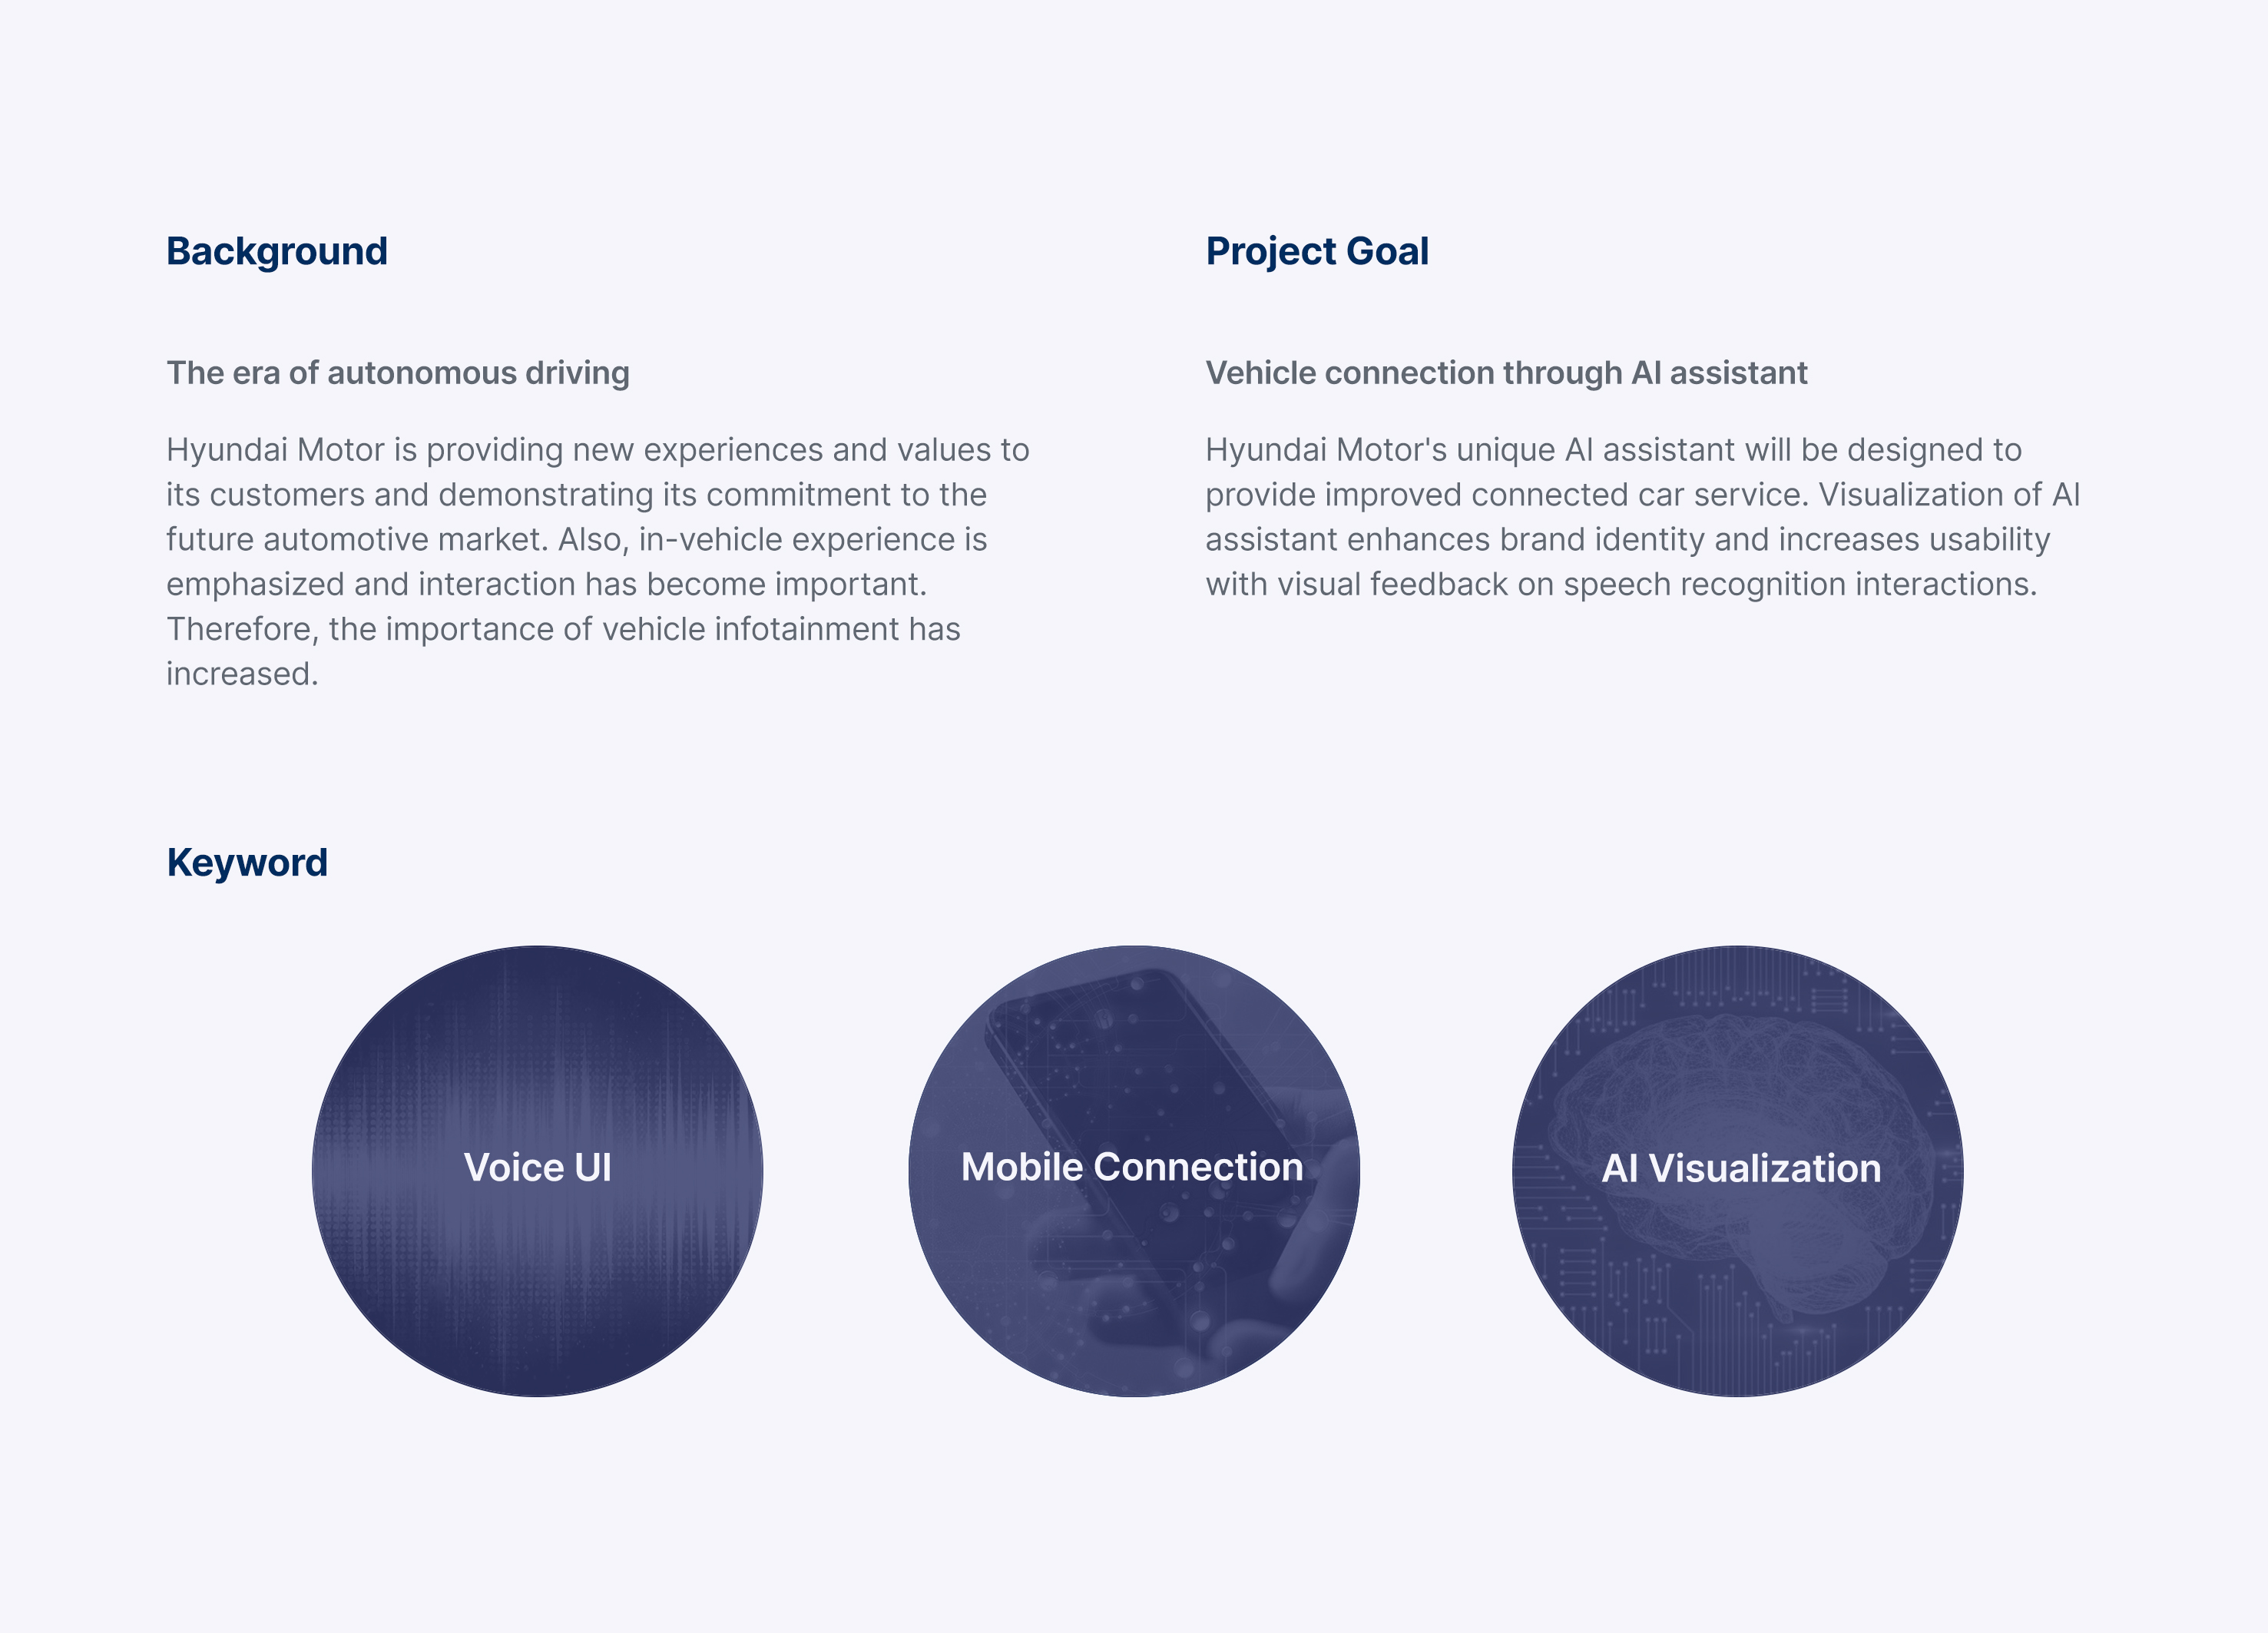 Background
The era of autonomous driving
Hyundai Motor is providing new experiences and values to
its customers and demonstrating its commitment to the
future automotive market. Also, in-vehicle experience is
emphasized and interaction has become important.
Therefore, the importance of vehicle infotainment has
increased.
Project Goal
Vehicle connection through AI assistant
Hyundai Motor's unique AI assistant will be designed to
provide improved connected car service. Visualization of AI
assistant enhances brand identity and increases usability
with visual feedback on speech recognition interactions.
Keyword
Voice UI
Mobile Connection
AI Visualization